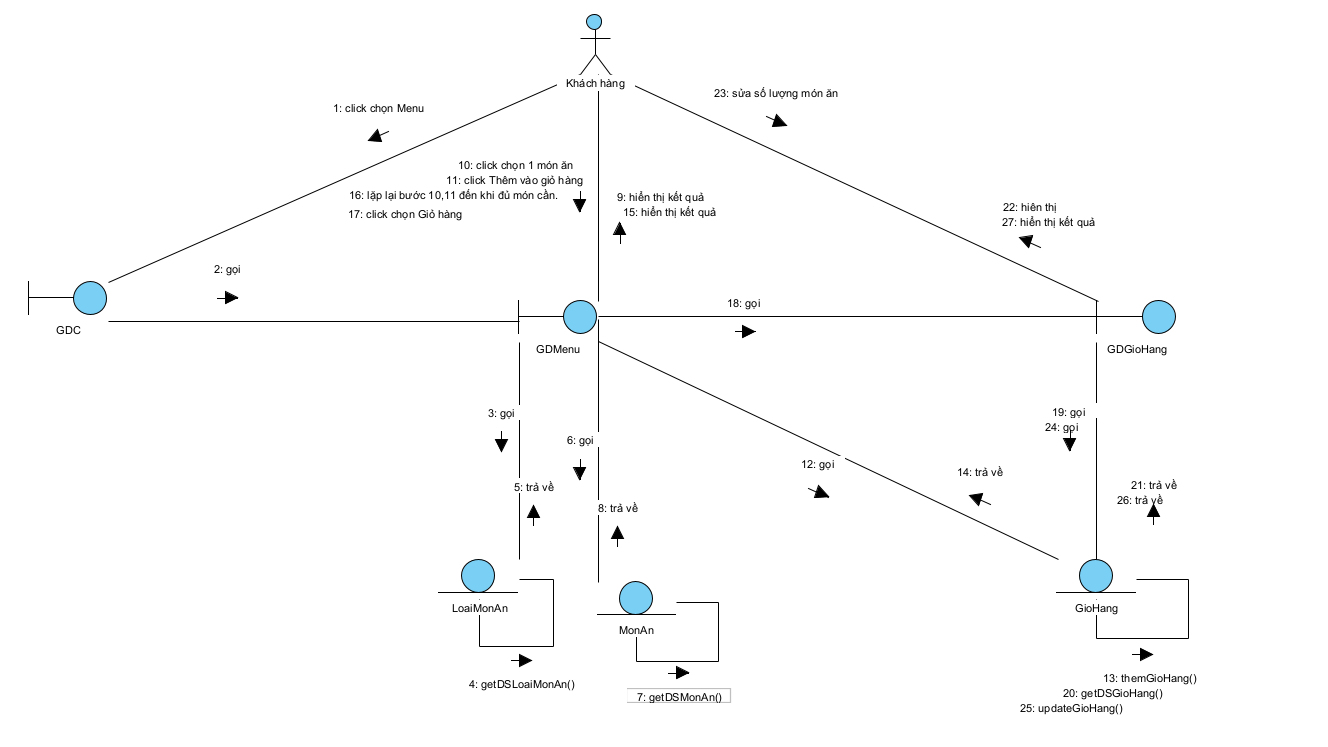 Khách hàng
23: sửa số lượng món ăn
1: click chọn Menu
10: click chọn 1 món ăn
11: click Thêm vào giỏ hàng
16: lặp lại bước 10,11 đến khi đủ món cần.
17: click chọn Giỏ hàng
9: hiển thị kết quả
15: hiển thị kết quả
22: hiên thị
27: hiển thị kết quả
2: gọi
18: gọi
GDC
GDMenu
GDGioHang
3: gọi
6: gọi
19: gọi
24: gọi
12: gọi
14: trả về
5: trả về
8: trả về
21: trả về
26: trả về
LoaiMonAn
MonAn
GioHang
4: getDSLoaiMonAn()
7: getDSMonAn()
13: themGioHang()
20: getDSGioHang()
25: updateGioHang()